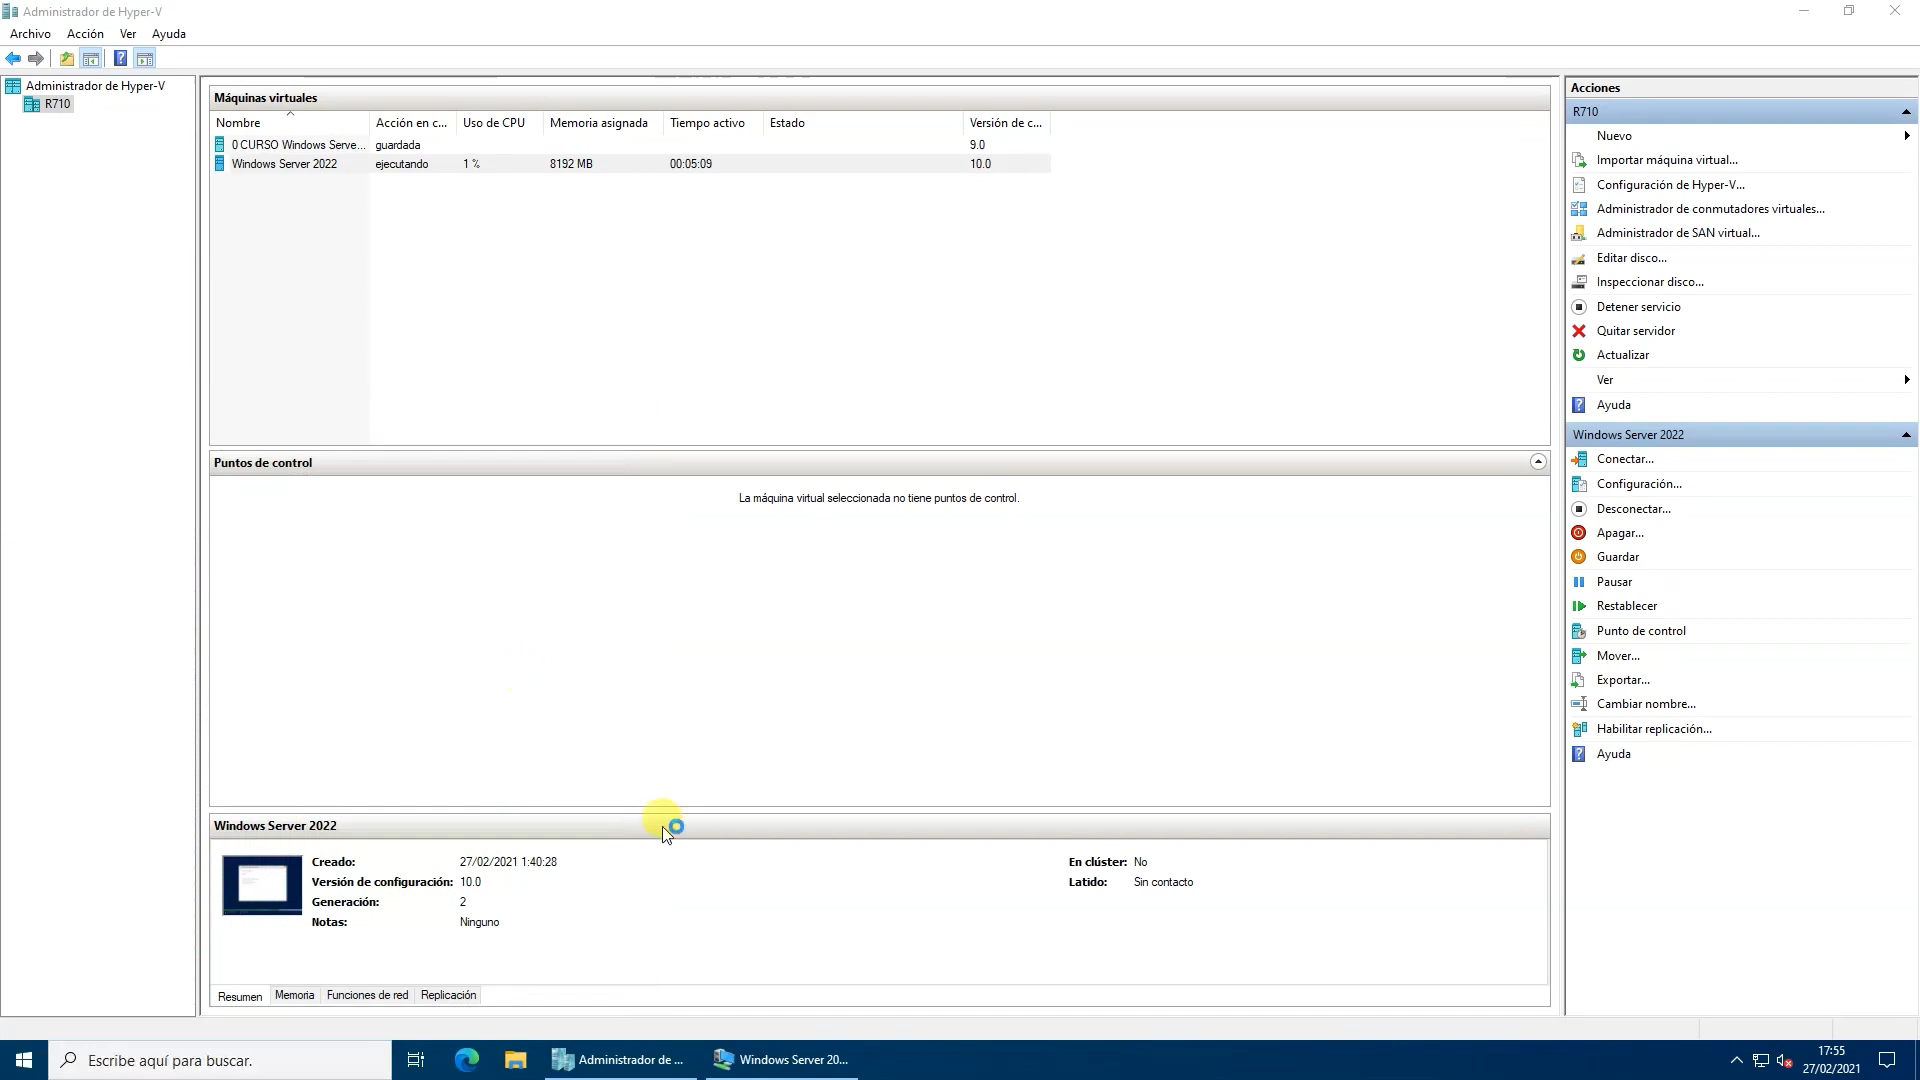 Administrador de Hyper-V
Archivo Acción Ver Ayuda
Administrador de Hyper-V
R710
Máquinas virtuales
Nombre Acción en c... Uso de CPU Memoria asignada Tiempo activo Estado Versión de c...
0 CURSO Windows Serve... guardada 9.0
Windows Server 2022 ejecutando 1 % 8192 MB 00:05:09 10.0
Puntos de control
La máquina virtual seleccionada no tiene puntos de control.
Windows Server 2022
Creado: 27/02/2021 1:40:28 En clúster: No
Versión de configuración: 10.0 Latido: Sin contacto
Generación: 2
Notas: Ninguno
Resumen Memoria Funciones de red Replicación
Acciones
R710
Nuevo
Importar máquina virtual...
Configuración de Hyper-V...
Administrador de conmutadores virtuales...
Administrador de SAN virtual...
Editar disco...
Inspeccionar disco...
Detener servicio
Quitar servidor
Actualizar
Ver
Ayuda
Windows Server 2022
Conectar...
Configuración...
Desconectar...
Apagar...
Guardar
Pausar
Restablecer
Punto de control
Mover...
Exportar...
Cambiar nombre...
Habilitar replicación...
Ayuda
Escribe aquí para buscar.
Administrador de ...
Windows Server 20...
17:55
27/02/2021